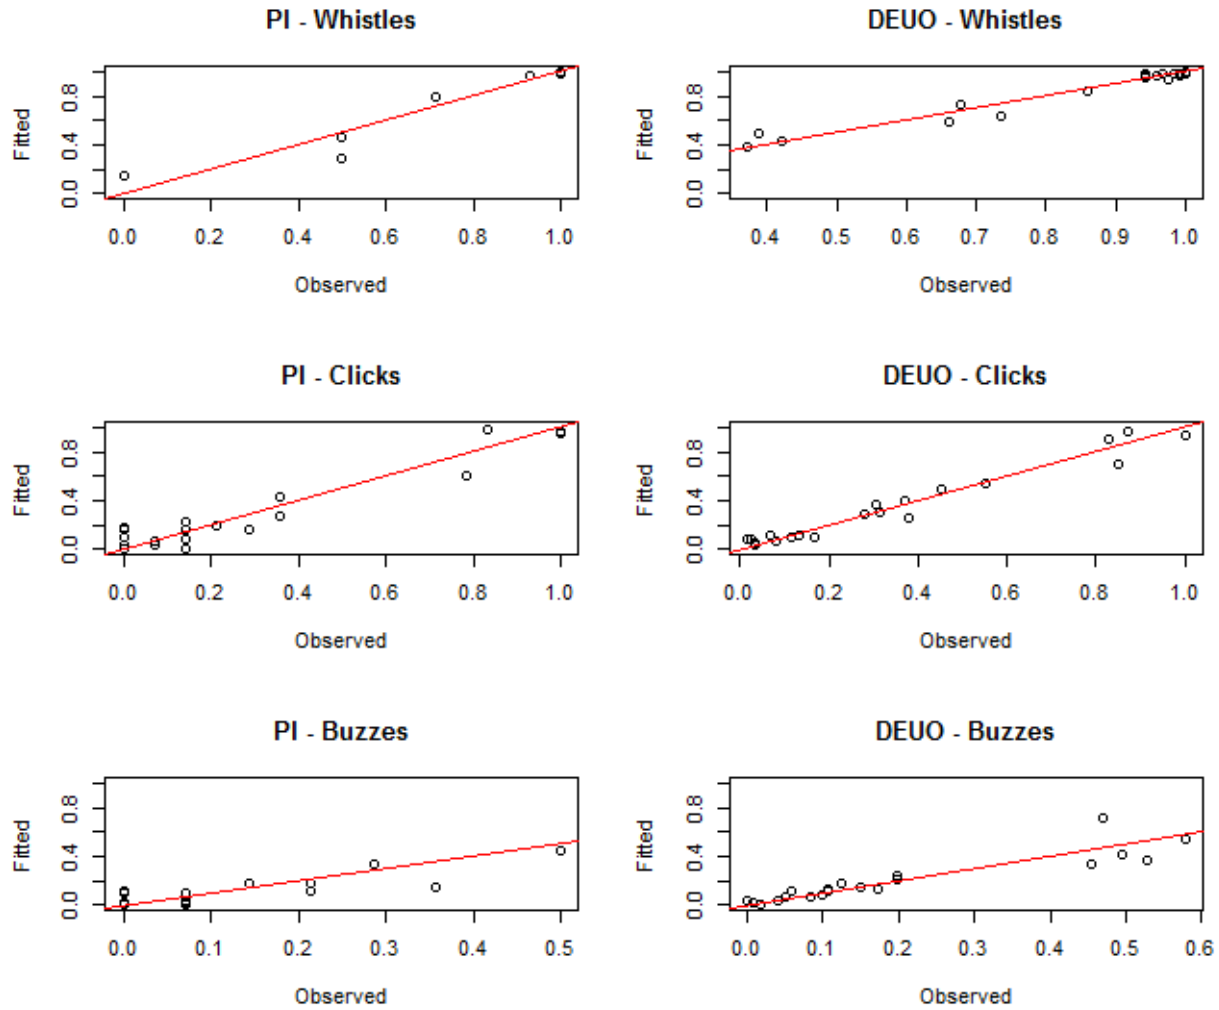 PI - Whistles
Fitted
0.0 0.4 0.8
0.0 0.2 0.4 0.6 0.8 1.0
Observed
DEUO - Whistles
Fitted
0.0 0.4 0.8
0.4 0.5 0.6 0.7 0.8 0.9 1.0
Observed
PI - Clicks
Fitted
0.0 0.4 0.8
0.0 0.2 0.4 0.6 0.8 1.0
Observed
DEUO - Clicks
Fitted
0.0 0.4 0.8
0.0 0.2 0.4 0.6 0.8 1.0
Observed
PI - Buzzes
Fitted
0.0 0.4 0.8
0.0 0.1 0.2 0.3 0.4 0.5
Observed
DEUO - Buzzes
Fitted
0.0 0.4 0.8
0.0 0.1 0.2 0.3 0.4 0.5 0.6
Observed